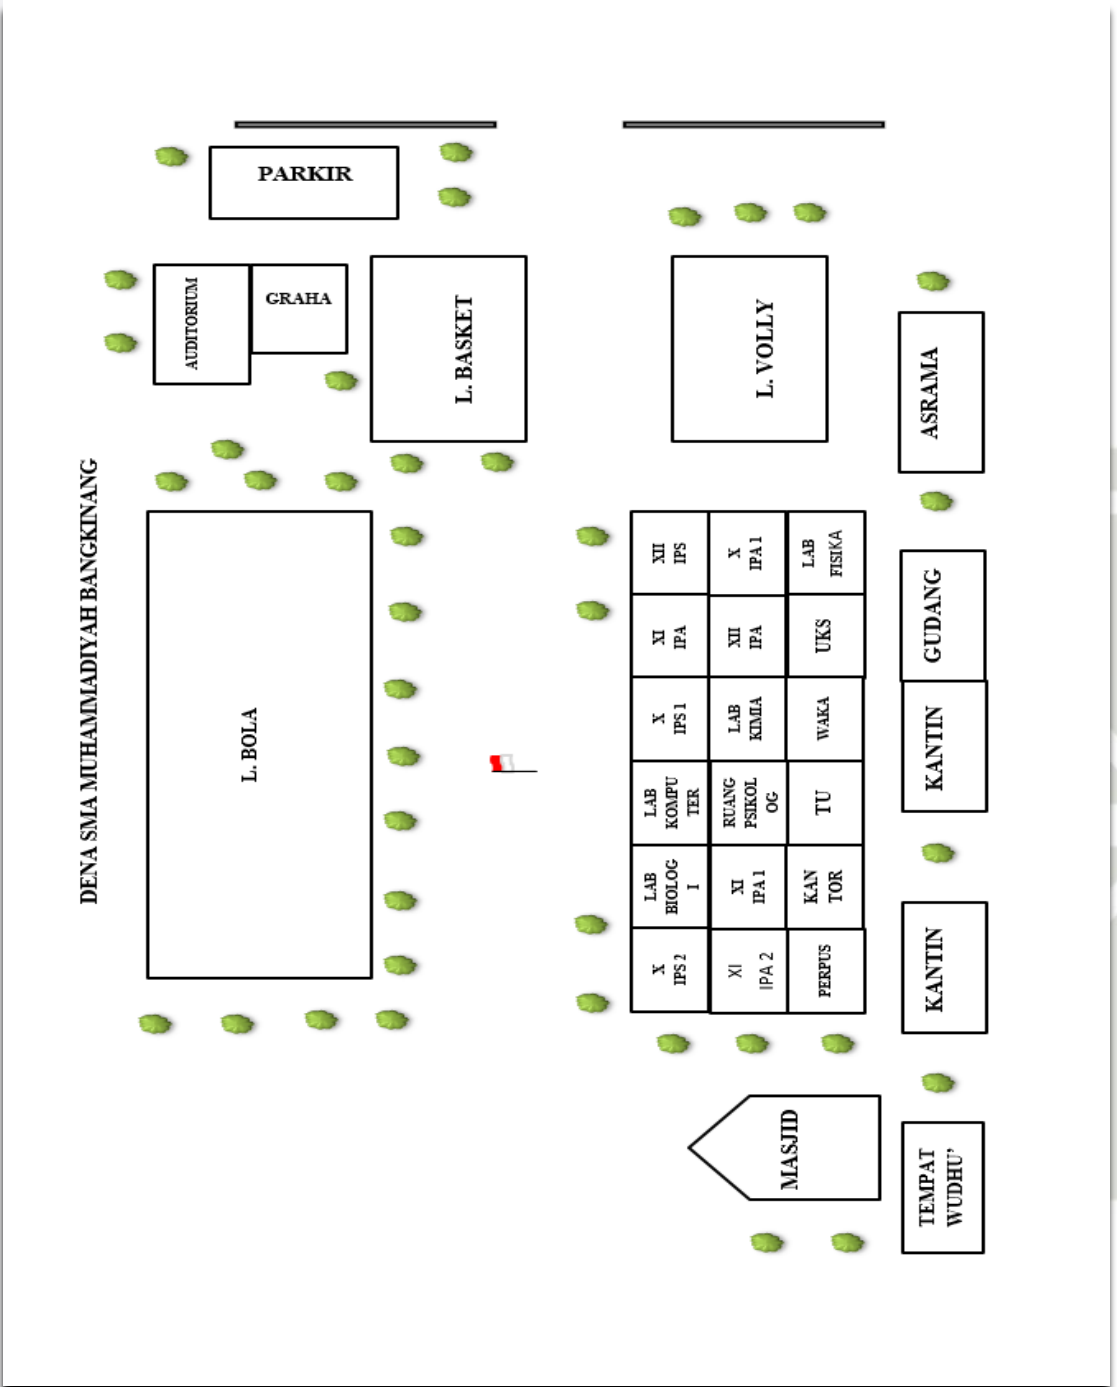 DENA SMA MUHAMMADIYAH BANGKINANG
PARKIR
AUDITORIUM
GRAHA
L. BASKET
L. VOLLY
ASRAMA
L. BOLA
XII
IPS
X
IPA 1
LAB
FISIKA
XI
IPA
XII
IPA
UKS
X
IPS 1
LAB
KIMIA
WAKA
LAB
KOMPU
TER
RUANG
PSIKOL
OG
TU
LAB
BIOLOG
I
XI
IPA 1
KAN
TOR
X
IPS 2
XI
IPA 2
PERPUS
GUDANG
KANTIN
KANTIN
MASJID
TEMPAT
WUDHU’